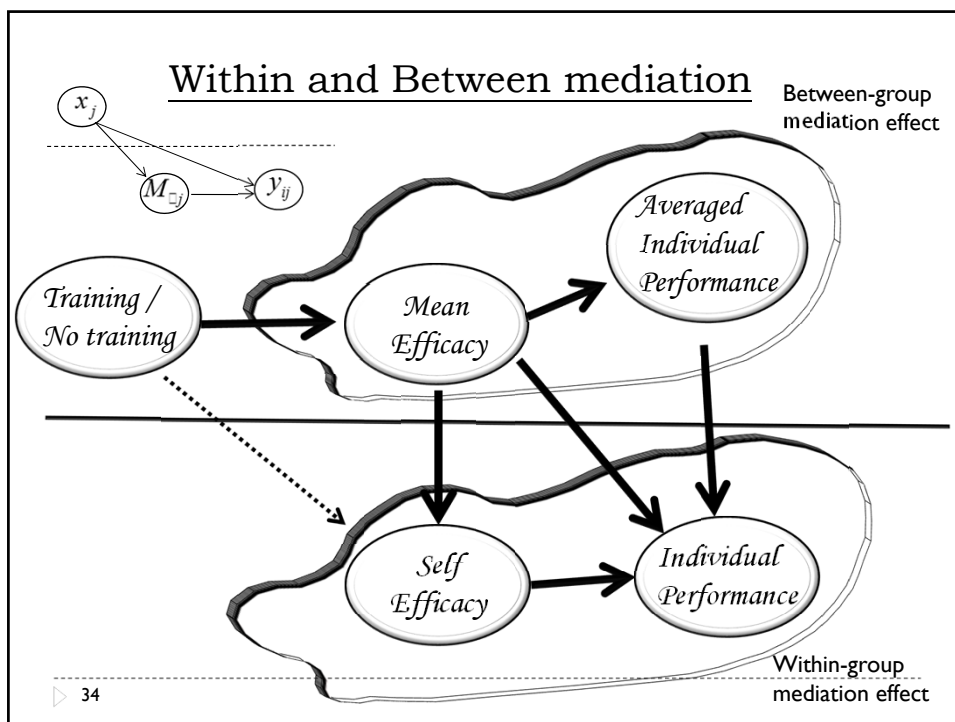 Within and Between mediation
Between-group
mediation effect
x_j
M_□j
y_ij
Averaged
Individual
Performance
Training /
No training
Mean
Efficacy
Self
Efficacy
Individual
Performance
Within-group
mediation effect
34